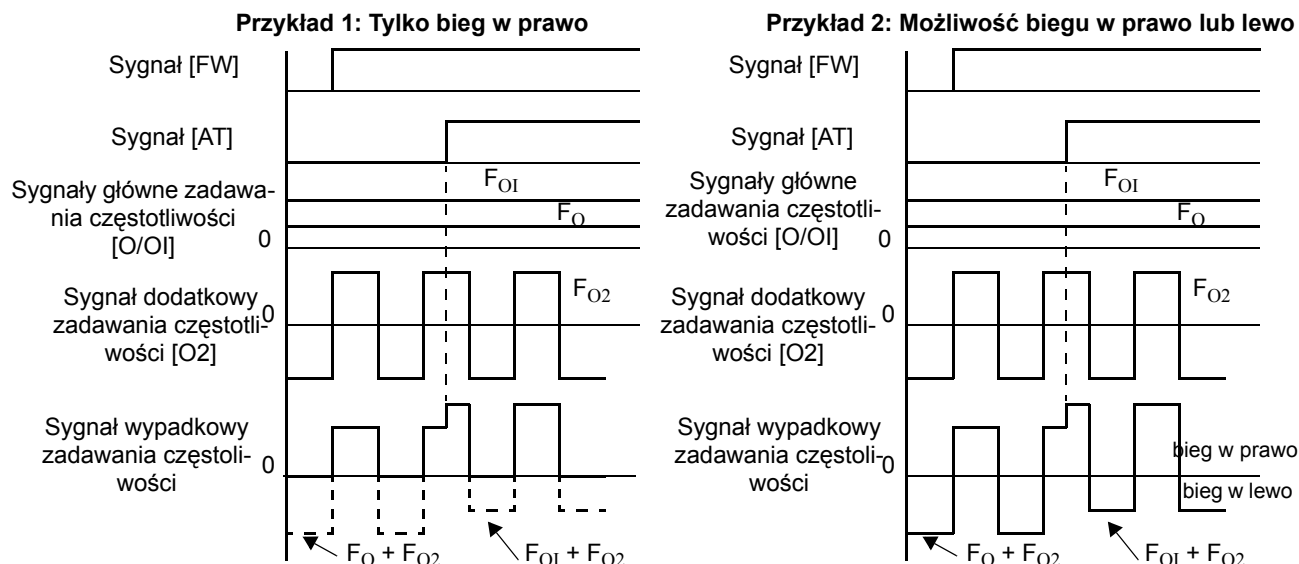 Przykład 1: Tylko bieg w prawo
Sygnał [FW]
Sygnał [AT]
F_OI
Sygnały główne zadawa-
nia częstotliwości
[O/OI]
F_O
0
Sygnał dodatkowy
zadawania częstotli-
wości [O2]
0
F_O2
Sygnał wypadkowy
zadawania częstoli-
wości
0
F_O + F_O2
F_OI + F_O2
Przykład 2: Możliwość biegu w prawo lub lewo
Sygnał [FW]
Sygnał [AT]
F_OI
Sygnały główne
zadawania częstotli-
wości [O/OI]
F_O
0
Sygnał dodatkowy
zadawania częstotli-
wości [O2]
0
F_O2
Sygnał wypadkowy
zadawania częstoli-
wości
0
bieg w prawo
bieg w lewo
F_O + F_O2
F_OI + F_O2